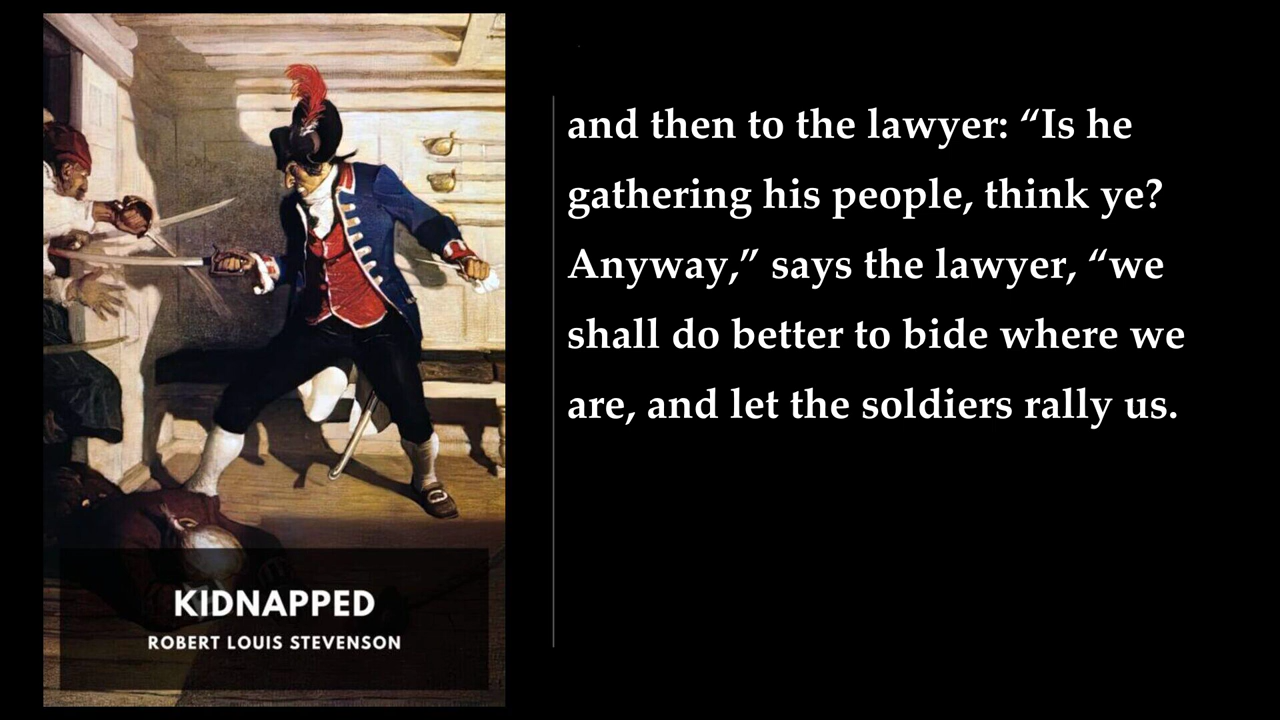 and then to the lawyer: “Is he
gathering his people, think ye?
Anyway,” says the lawyer, “we
shall do better to bide where we
are, and let the soldiers rally us.
KIDNAPPED
ROBERT LOUIS STEVENSON